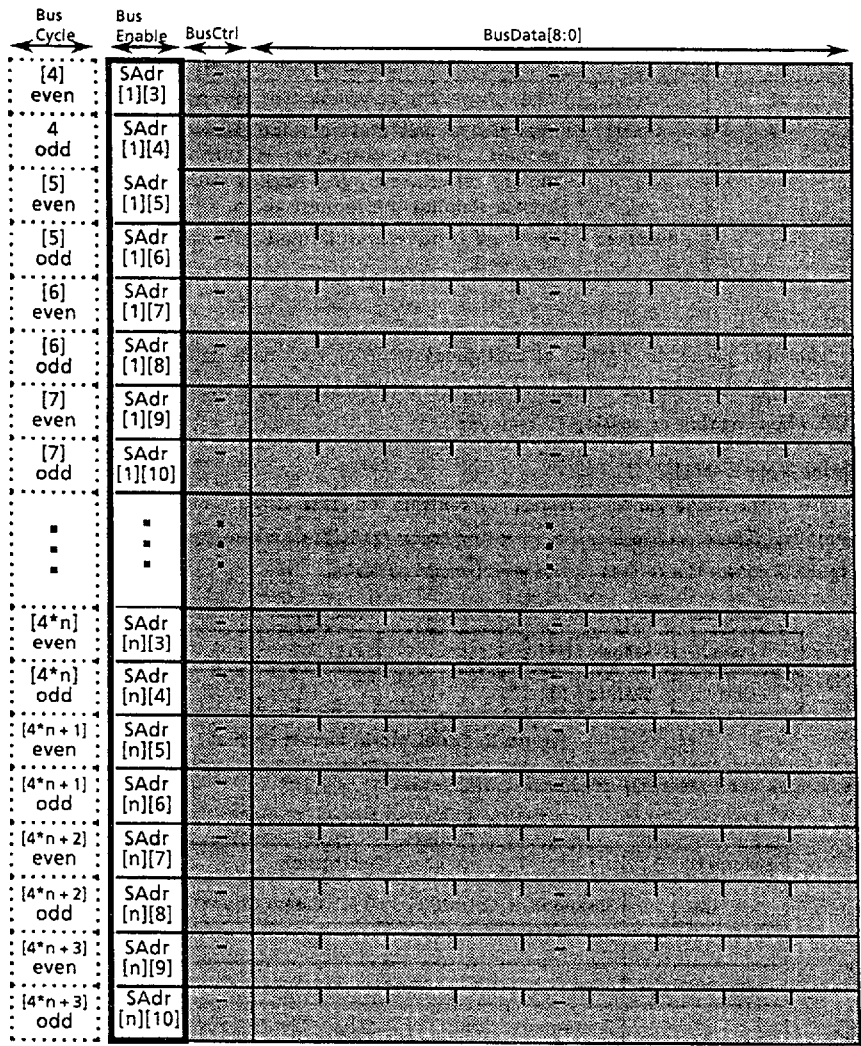 Bus Cycle Bus Enable BusCtrl BusData[8:0]
[4] even SAdr [1][3] - -
4 odd SAdr [1][4] - -
[5] even SAdr [1][5] - -
[5] odd SAdr [1][6] - -
[6] even SAdr [1][7] - -
[6] odd SAdr [1][8] - -
[7] even SAdr [1][9] - -
[7] odd SAdr [1][10] - -
[4*n] even SAdr [n][3] - -
[4*n] odd SAdr [n][4] - -
[4*n + 1] even SAdr [n][5] - -
[4*n + 1] odd SAdr [n][6] - -
[4*n + 2] even SAdr [n][7] - -
[4*n + 2] odd SAdr [n][8] - -
[4*n + 3] even SAdr [n][9] - -
[4*n + 3] odd SAdr [n][10] - -